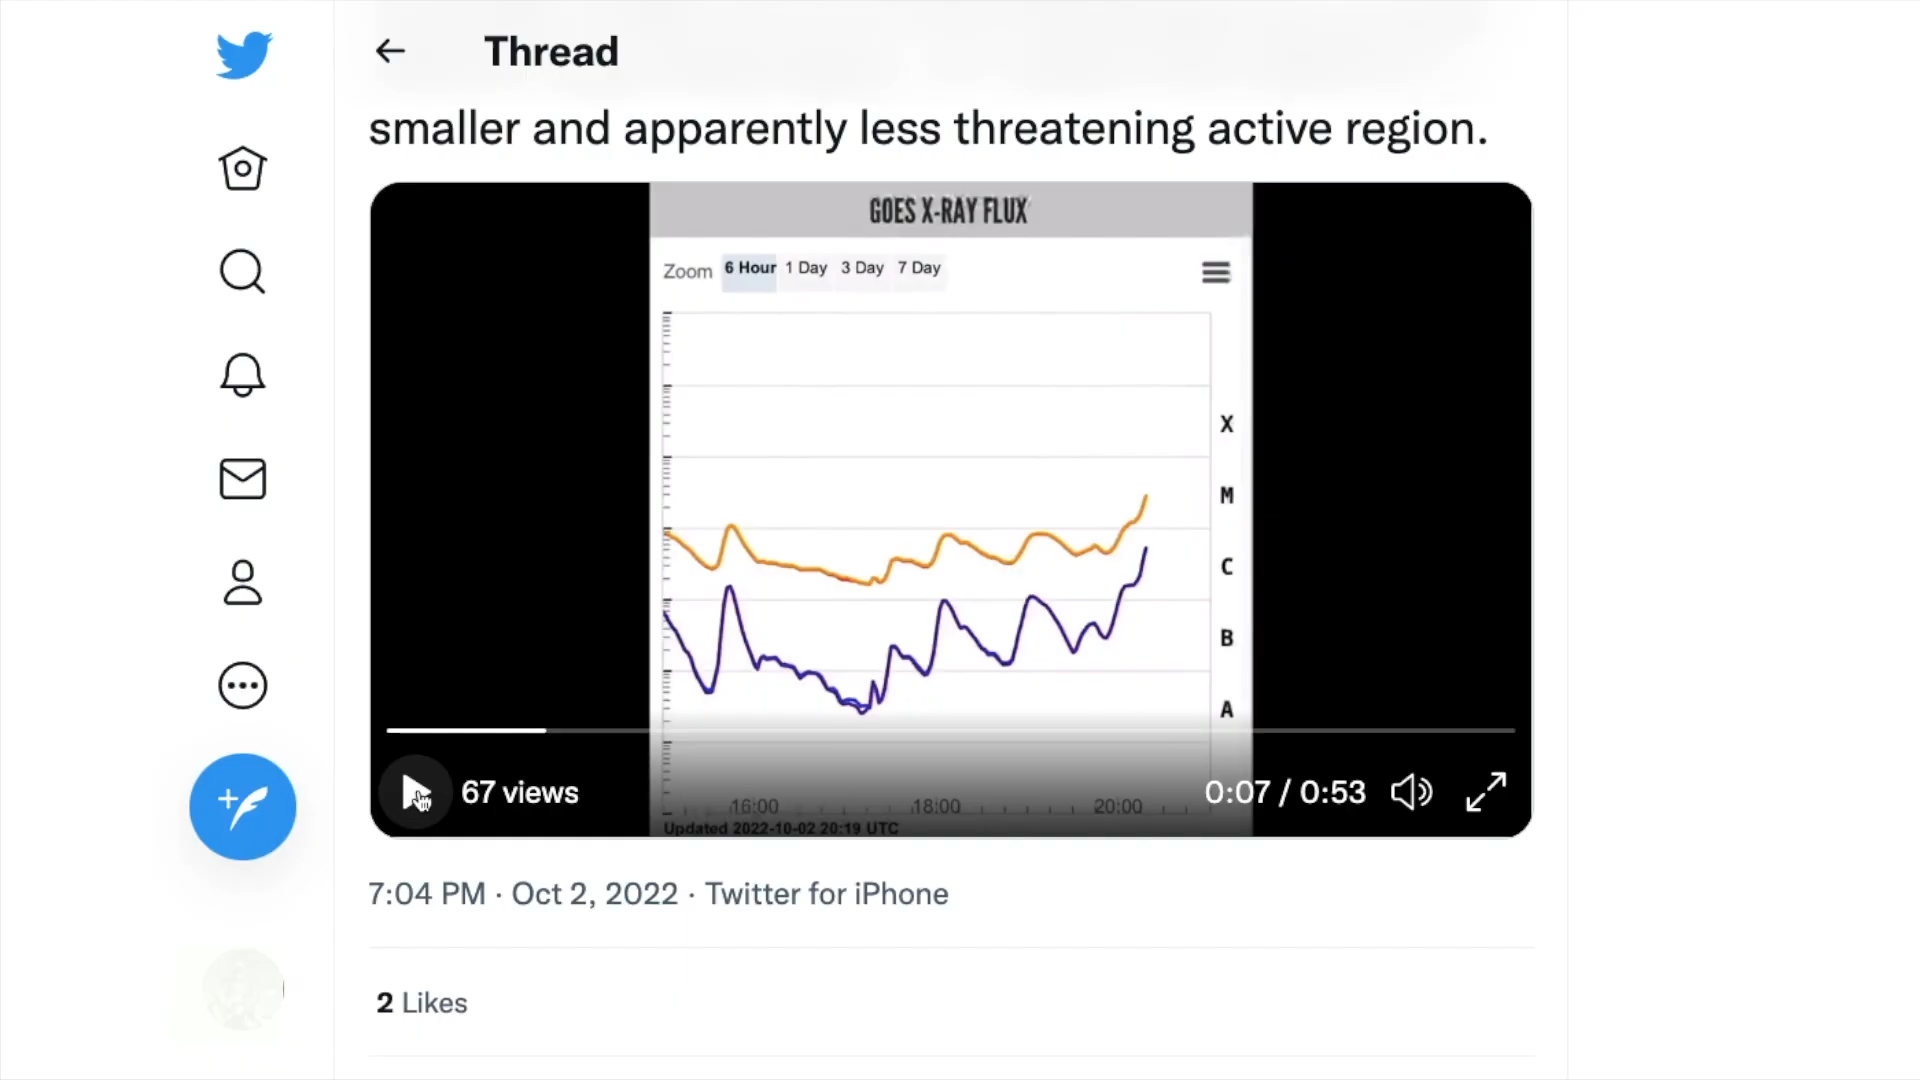 Thread
smaller and apparently less threatening active region.
GOES X-RAY FLUX
Zoom 6 Hour 1 Day 3 Day 7 Day
X
M
C
B
A
67 views
0:07 / 0:53
16:00 18:00 20:00
Updated 2022-10-02 20:19 UTC
7:04 PM · Oct 2, 2022 · Twitter for iPhone
2 Likes